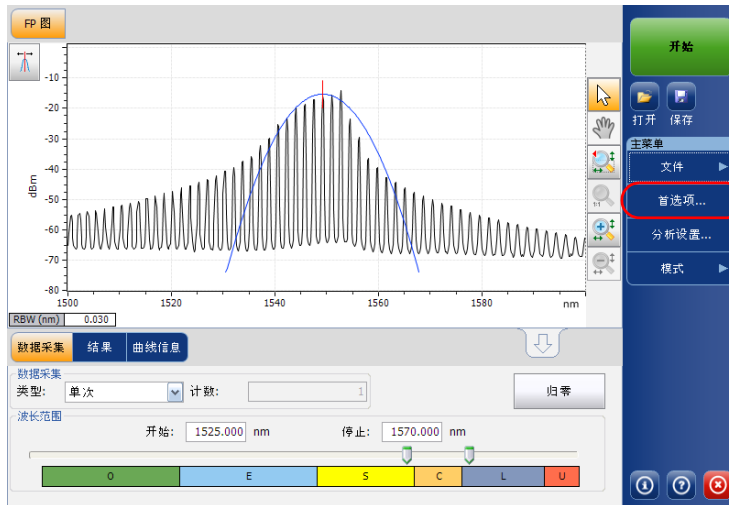 FP 图
-10
-20
-30
-40
-50
-60
-70
-80
dBm
1500 1520 1540 1560 1580 nm
RBW (nm) 0.030
1/1
开始
打开 保存
主菜单
文件
首选项...
分析设置...
模式
数据采集 结果 曲线信息
数据采集
类型: 单次 计数: 1
归零
波长范围
开始: 1525.000 nm 停止: 1570.000 nm
O E S C L U